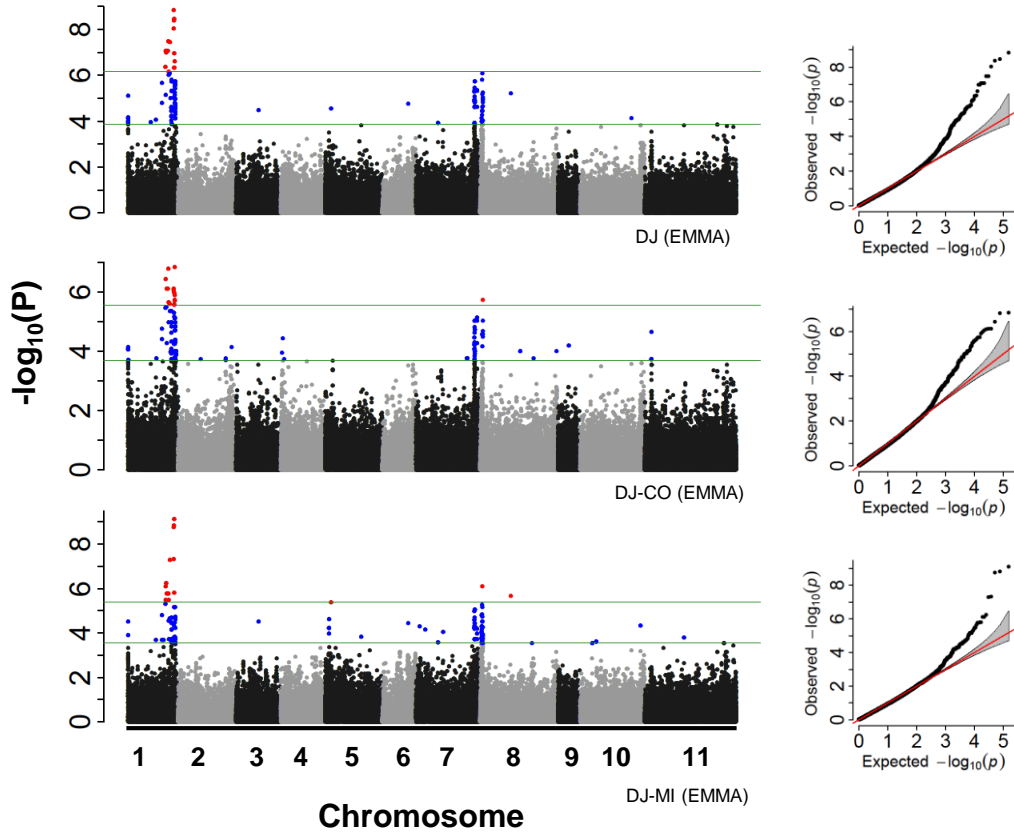 -log10(P)
8
6
4
2
0
DJ (EMMA)
Observed −log10(p)
8
6
4
2
0
0 1 2 3 4 5
Expected −log10(p)
6
4
2
0
DJ-CO (EMMA)
Observed −log10(p)
6
4
2
0
0 1 2 3 4 5
Expected −log10(p)
8
6
4
2
0
1 2 3 4 5 6 7 8 9 10 11
DJ-MI (EMMA)
Chromosome
Observed −log10(p)
8
6
4
2
0
0 1 2 3 4 5
Expected −log10(p)